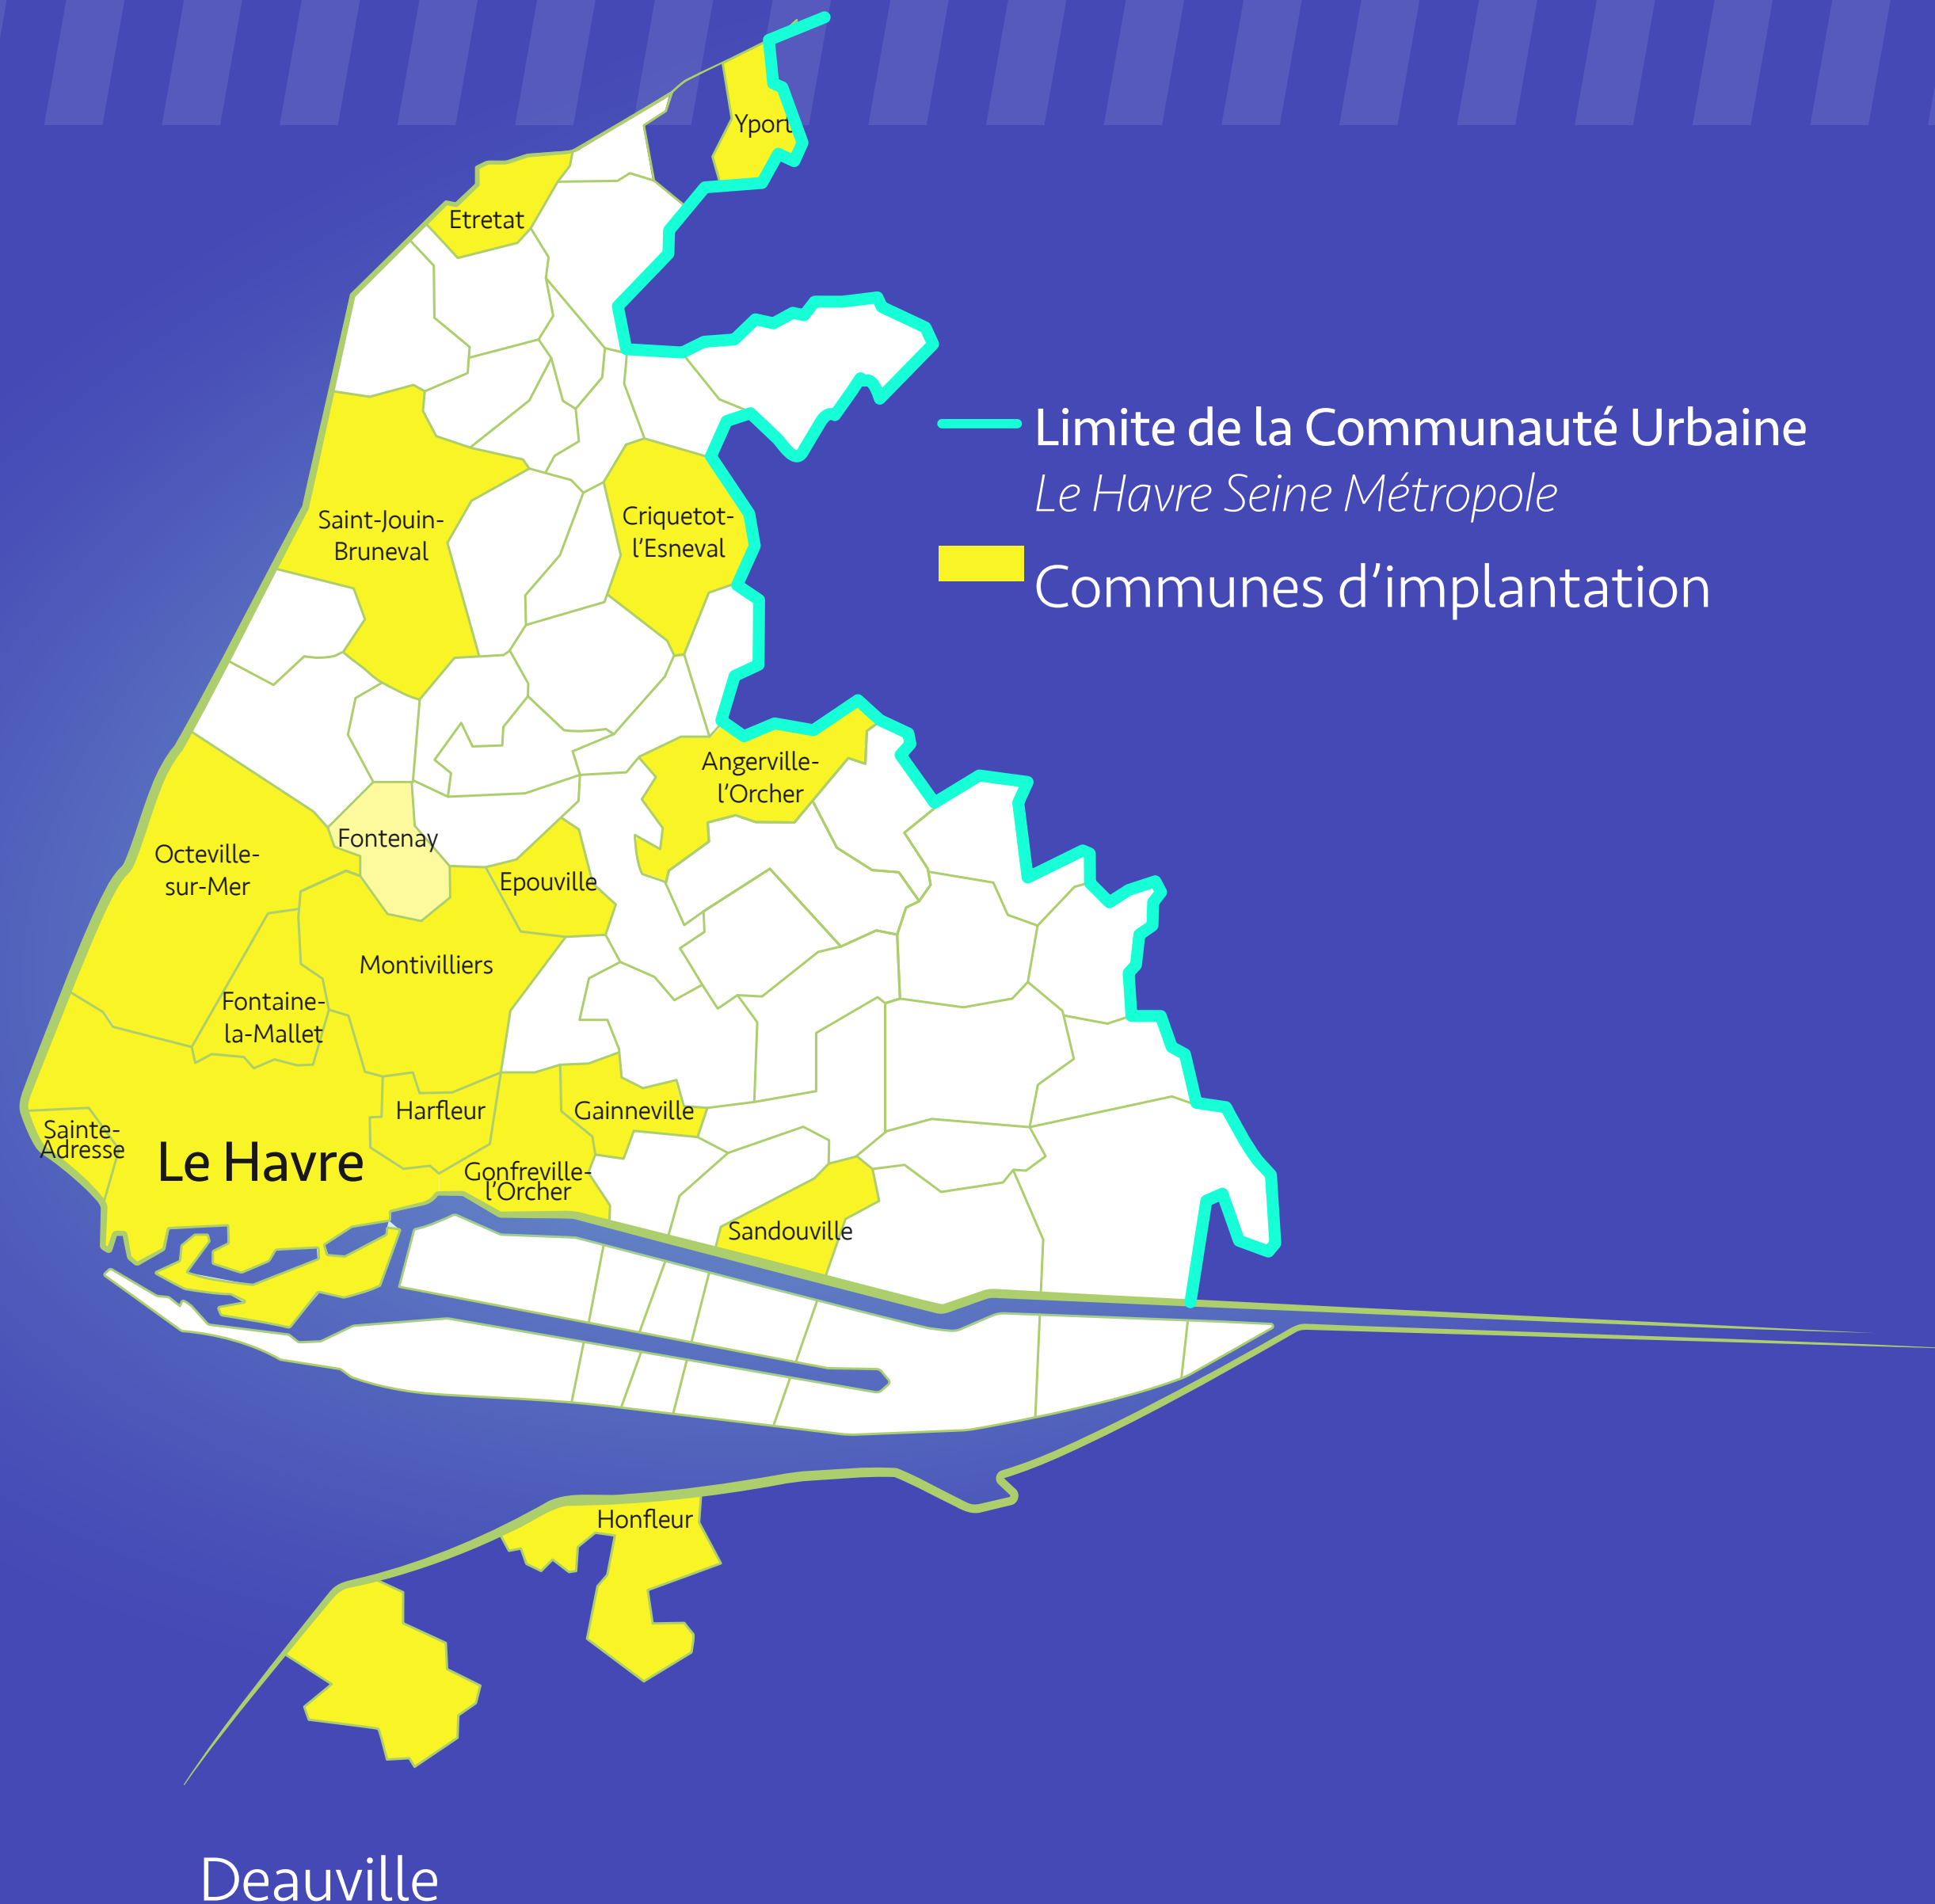 Yport
Etretat
Limite de la Communauté Urbaine
Le Havre Seine Métropole
Communes d’implantation
Saint-Jouin-
Bruneval
Criquetot-
l’Esneval
Angerville-
l’Orcher
Fontenay
Octeville-
sur-Mer
Epouville
Montivilliers
Fontaine-
la-Mallet
Harfleur
Gainneville
Sainte-
Adresse
Le Havre
Gonfreville-
l’Orcher
Sandouville
Honfleur
Deauville